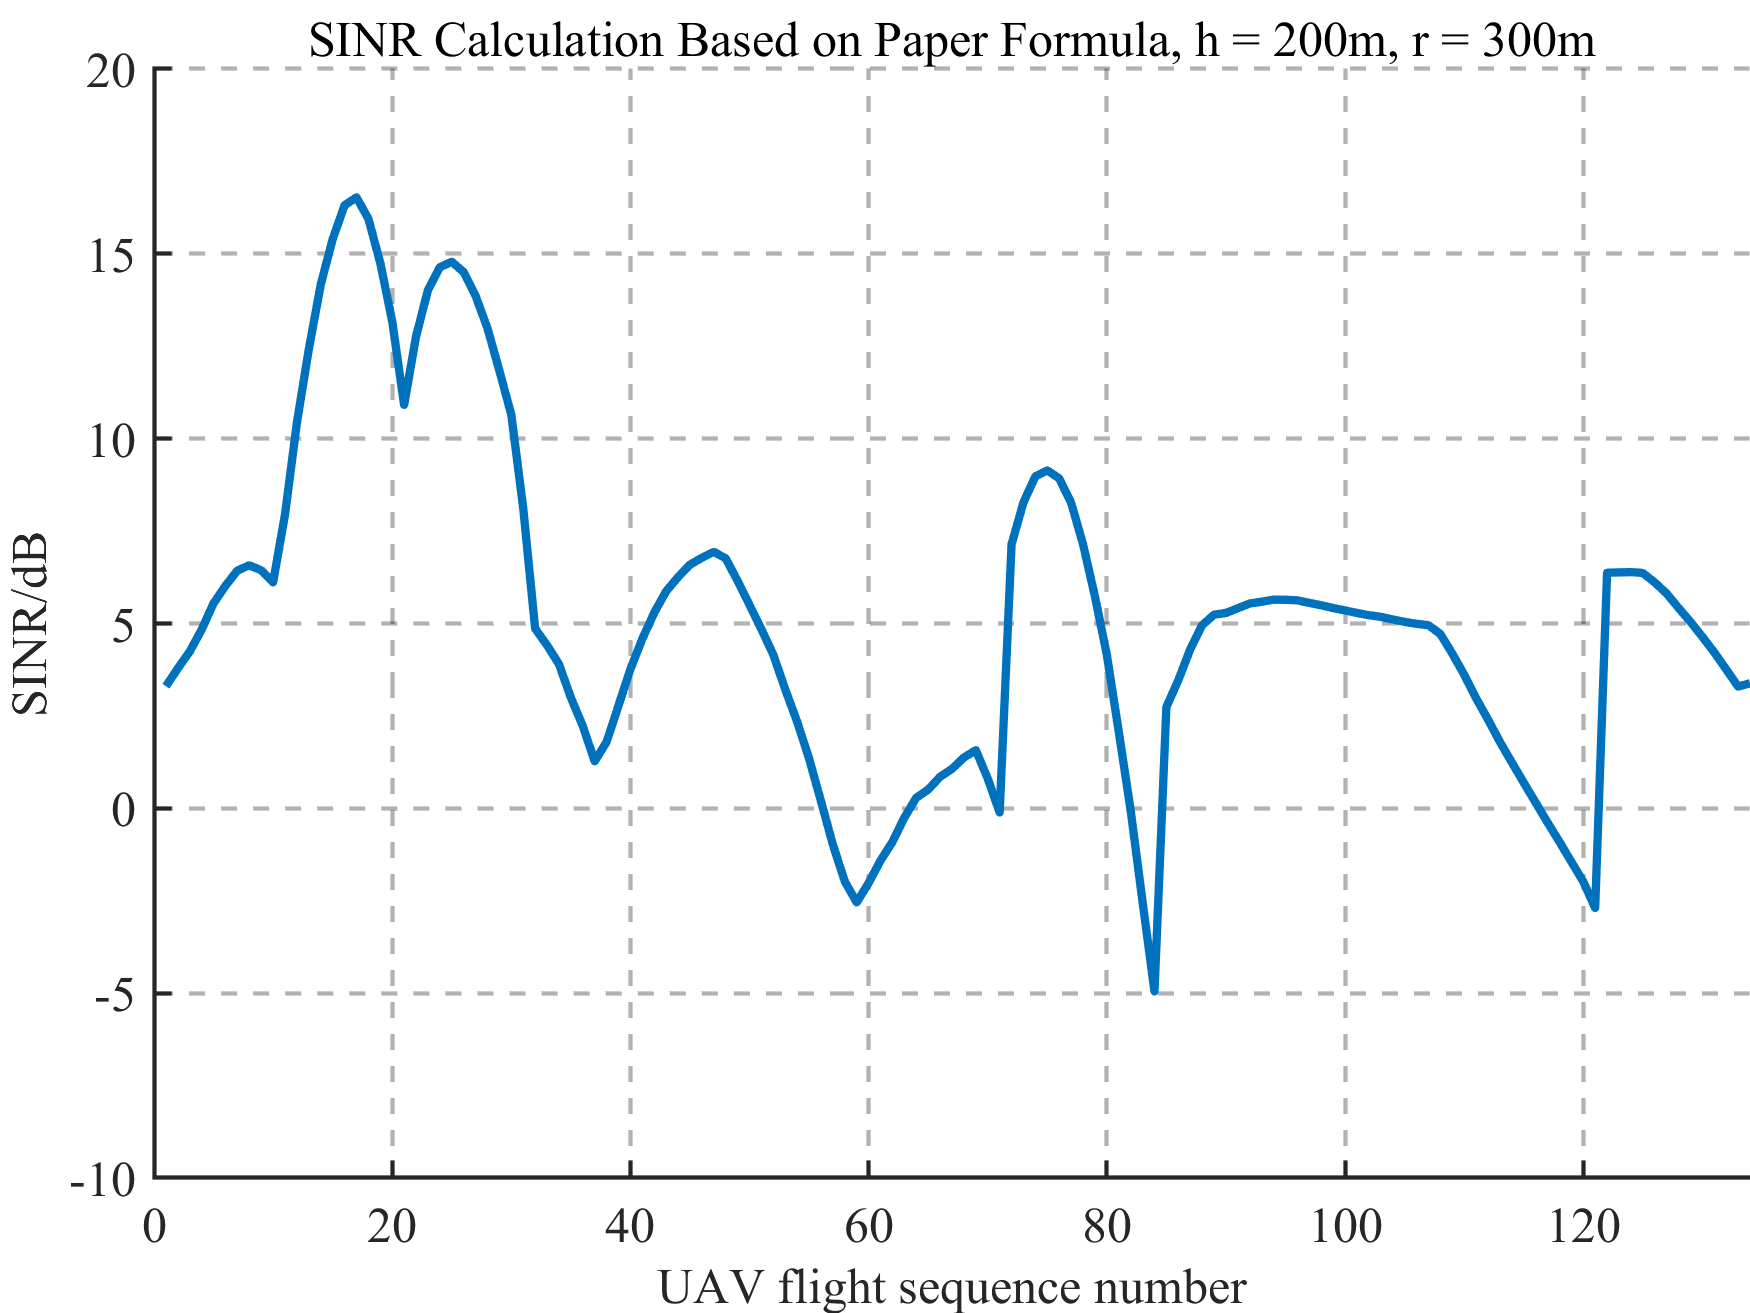 SINR Calculation Based on Paper Formula, h = 200m, r = 300m
20
15
10
5
0
-5
-10
SINR/dB
0 20 40 60 80 100 120
UAV flight sequence number